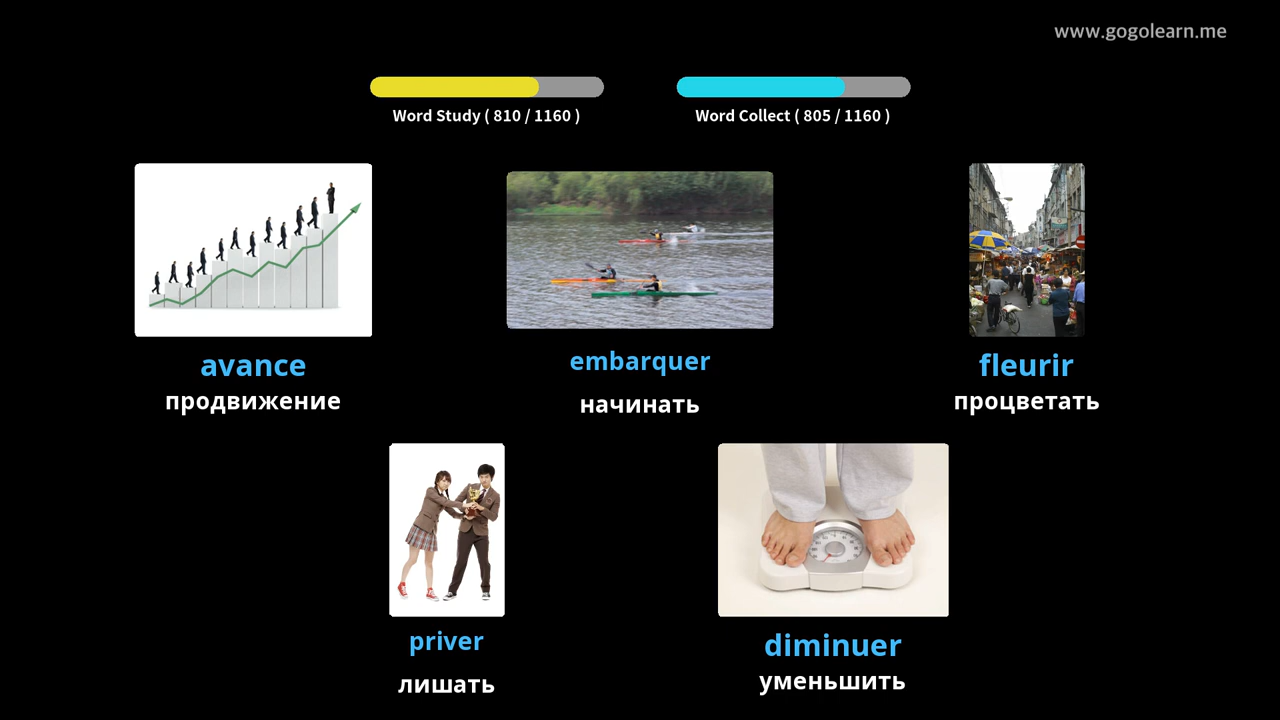 www.gogolearn.me
Word Study ( 810 / 1160 )
Word Collect ( 805 / 1160 )
avance
продвижение
embarquer
начинать
fleurir
процветать
priver
лишать
diminuer
уменьшить